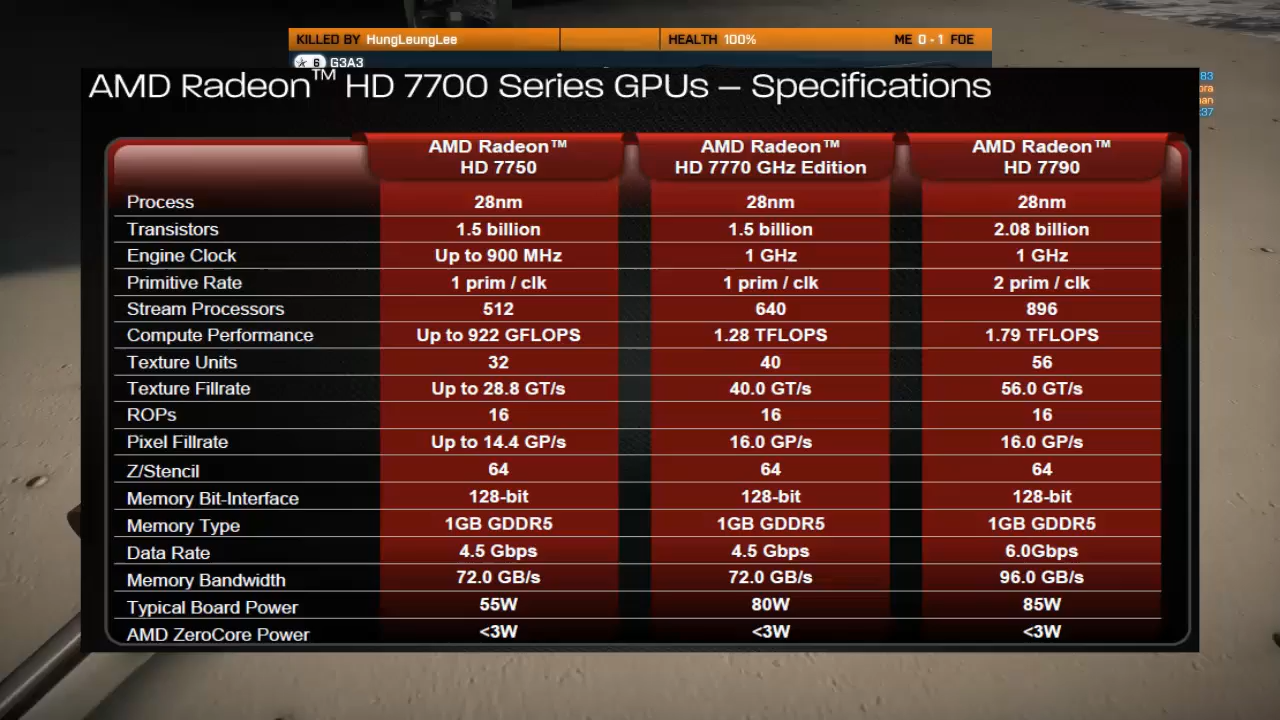 KILLED BY HungLeungLee HEALTH 100% ME 0 - 1 FOE
6 G3A3
AMD Radeon™ HD 7700 Series GPUs – Specifications
83
37
AMD Radeon™ HD 7750 AMD Radeon™ HD 7770 GHz Edition AMD Radeon™ HD 7790
Process 28nm 28nm 28nm
Transistors 1.5 billion 1.5 billion 2.08 billion
Engine Clock Up to 900 MHz 1 GHz 1 GHz
Primitive Rate 1 prim / clk 1 prim / clk 2 prim / clk
Stream Processors 512 640 896
Compute Performance Up to 922 GFLOPS 1.28 TFLOPS 1.79 TFLOPS
Texture Units 32 40 56
Texture Fillrate Up to 28.8 GT/s 40.0 GT/s 56.0 GT/s
ROPs 16 16 16
Pixel Fillrate Up to 14.4 GP/s 16.0 GP/s 16.0 GP/s
Z/Stencil 64 64 64
Memory Bit-Interface 128-bit 128-bit 128-bit
Memory Type 1GB GDDR5 1GB GDDR5 1GB GDDR5
Data Rate 4.5 Gbps 4.5 Gbps 6.0Gbps
Memory Bandwidth 72.0 GB/s 72.0 GB/s 96.0 GB/s
Typical Board Power 55W 80W 85W
AMD ZeroCore Power <3W <3W <3W